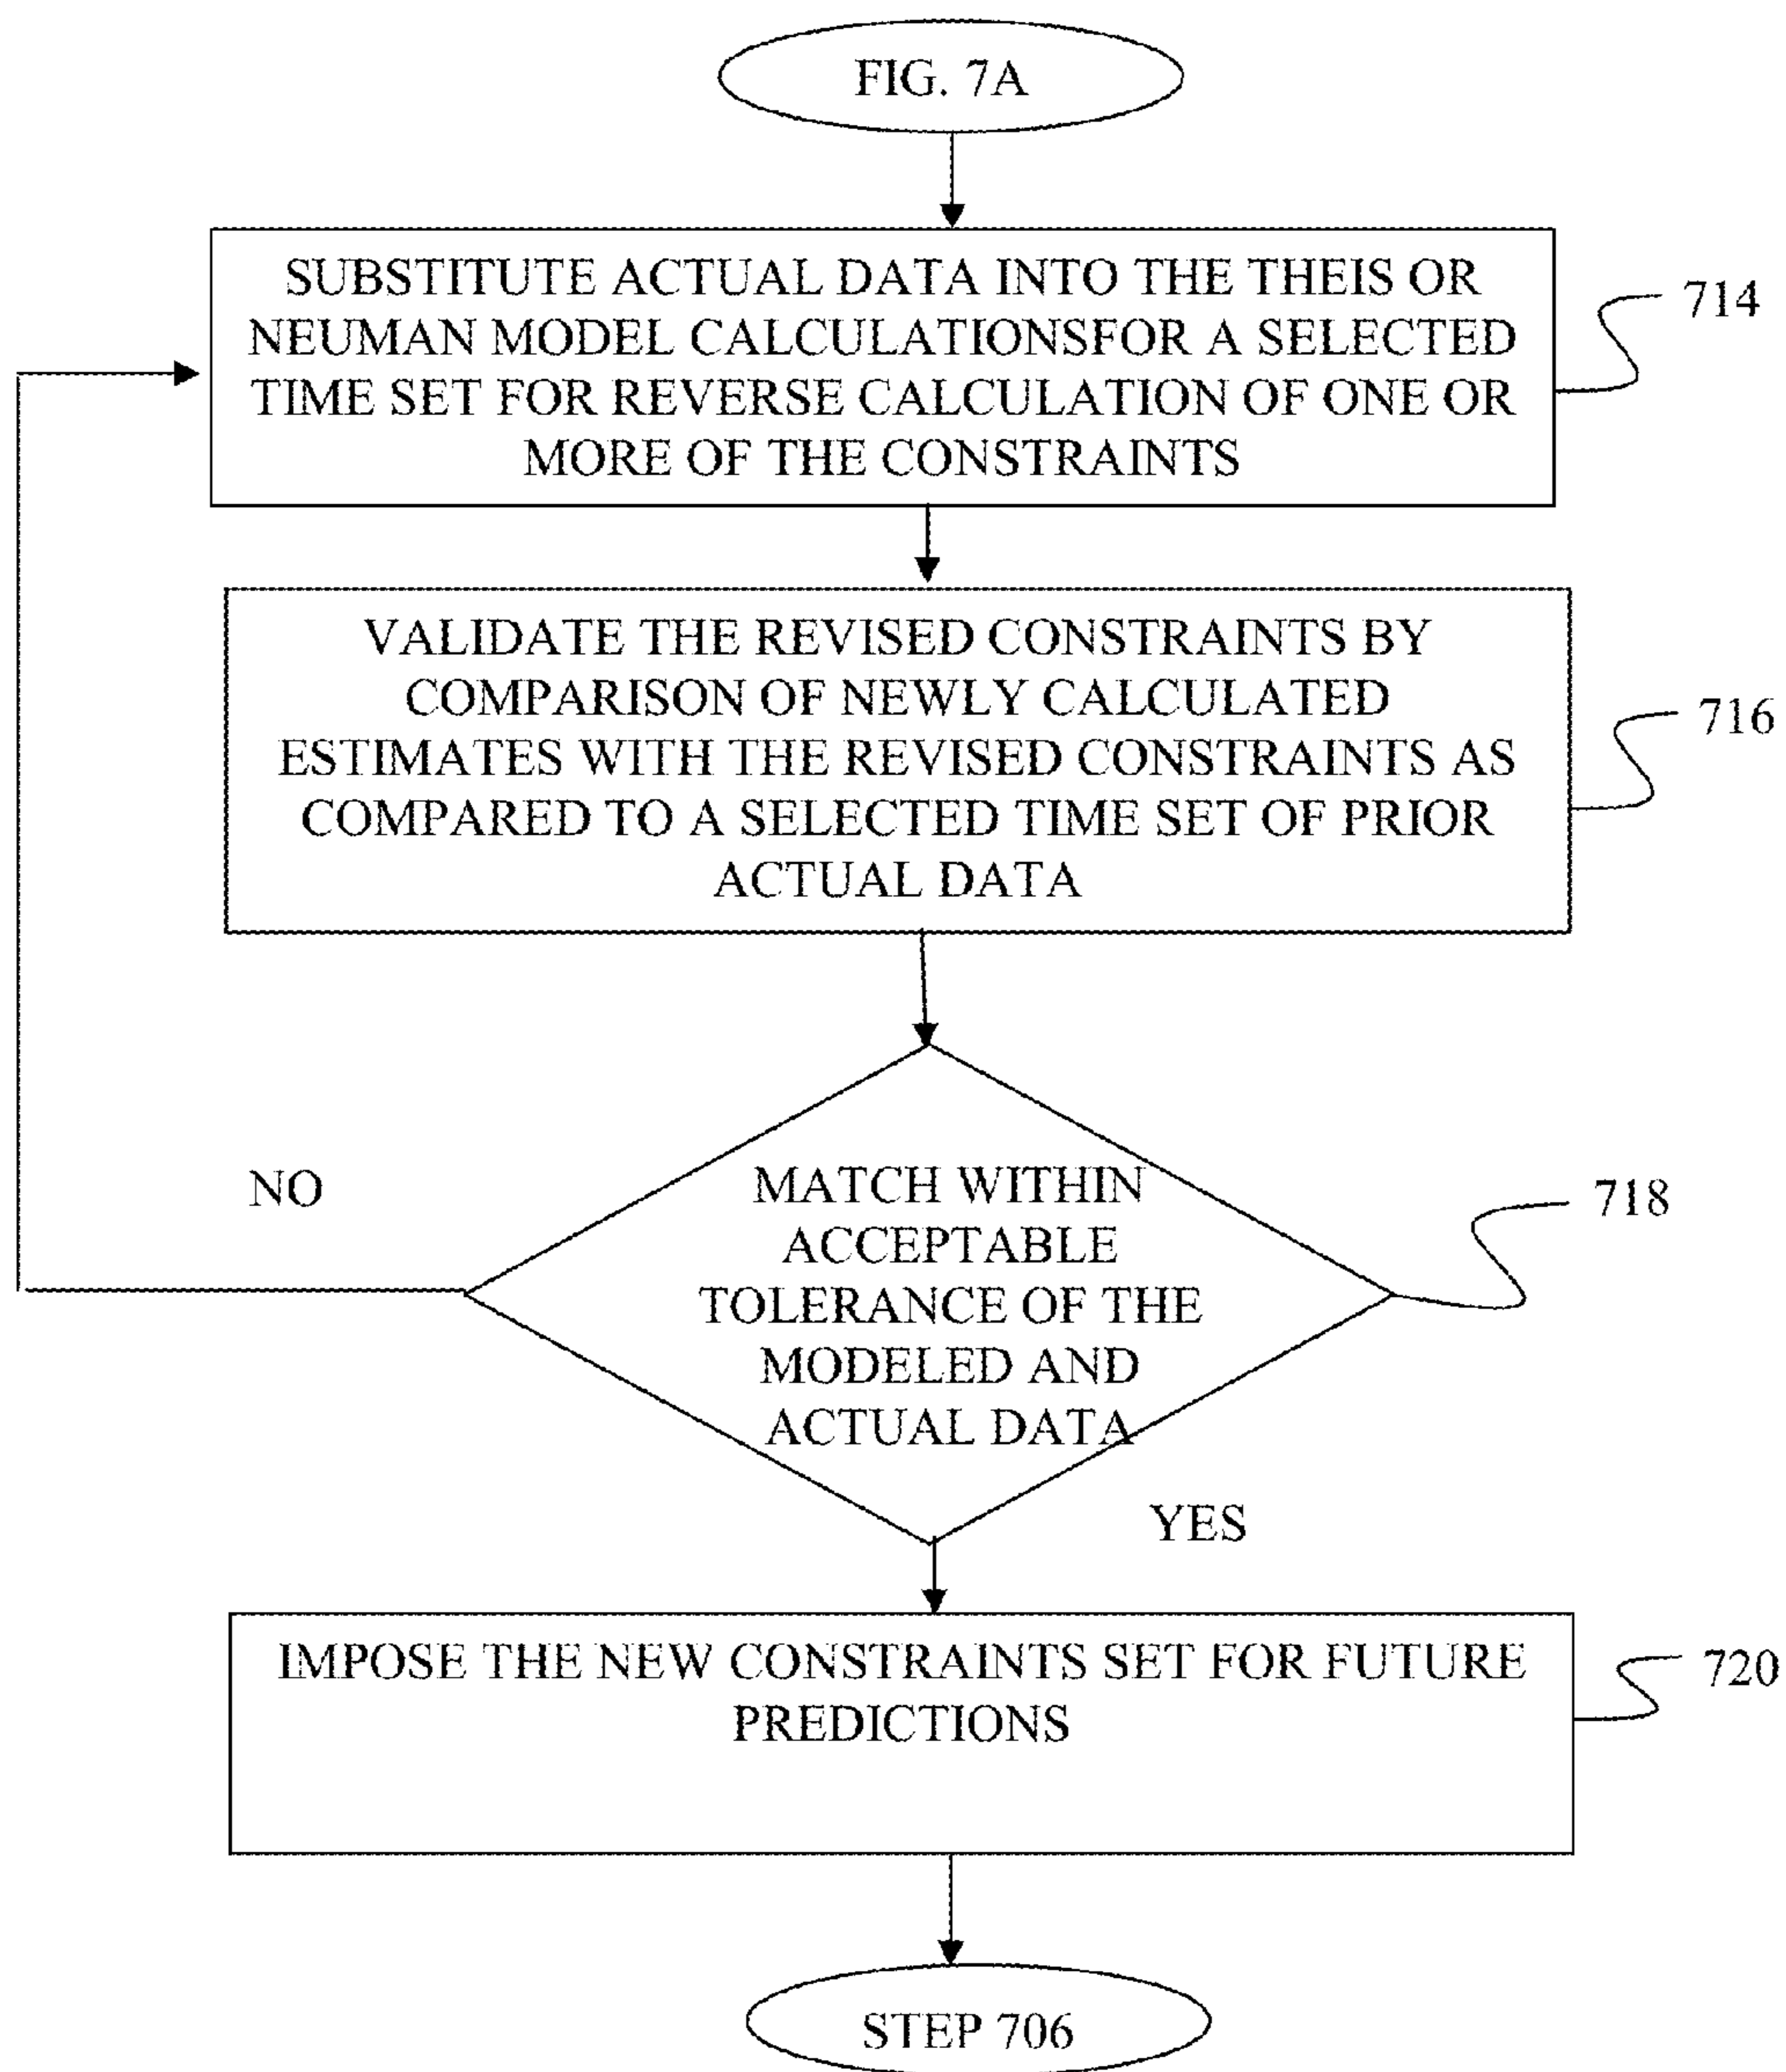 FIG. 7A
SUBSTITUTE ACTUAL DATA INTO THE THEIS OR
NEUMAN MODEL CALCULATIONSFOR A SELECTED
TIME SET FOR REVERSE CALCULATION OF ONE OR
MORE OF THE CONSTRAINTS
714
VALIDATE THE REVISED CONSTRAINTS BY
COMPARISON OF NEWLY CALCULATED
ESTIMATES WITH THE REVISED CONSTRAINTS AS
COMPARED TO A SELECTED TIME SET OF PRIOR
ACTUAL DATA
716
NO
MATCH WITHIN
ACCEPTABLE
TOLERANCE OF THE
MODELED AND
ACTUAL DATA
718
YES
IMPOSE THE NEW CONSTRAINTS SET FOR FUTURE
PREDICTIONS
720
STEP 706